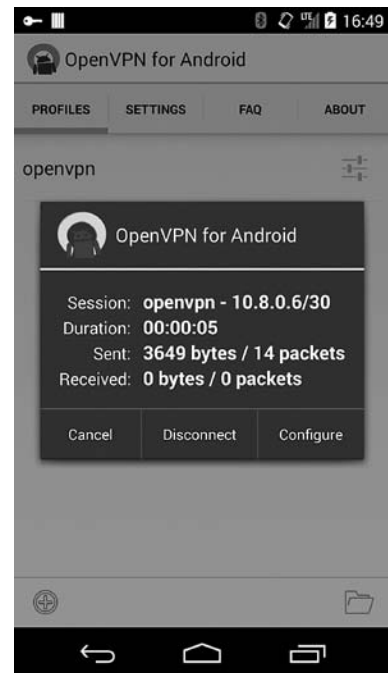 LTE 16:49
OpenVPN for Android
PROFILES SETTINGS FAQ ABOUT
openvpn
OpenVPN for Android
Session: openvpn - 10.8.0.6/30
Duration: 00:00:05
Sent: 3649 bytes / 14 packets
Received: 0 bytes / 0 packets
Cancel Disconnect Configure